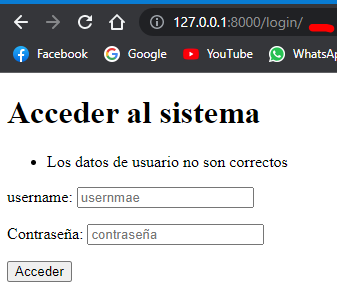 127.0.0.1:8000/login/
Facebook Google YouTube WhatsAp
Acceder al sistema
• Los datos de usuario no son correctos
username: usernmae
Contraseña: contraseña
Acceder